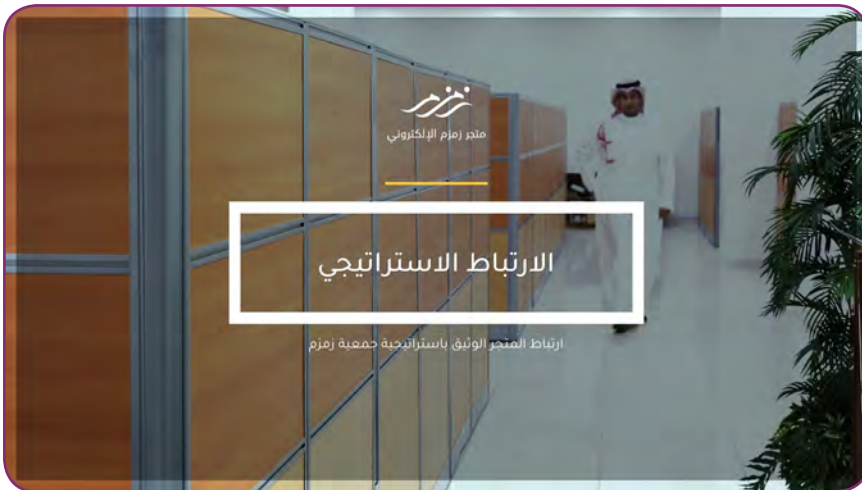 زمزم
متجر زمزم الإلكتروني
الارتباط الاستراتيجي
ارتباط المتجر الوثيق باستراتيجية جمعية زمزم